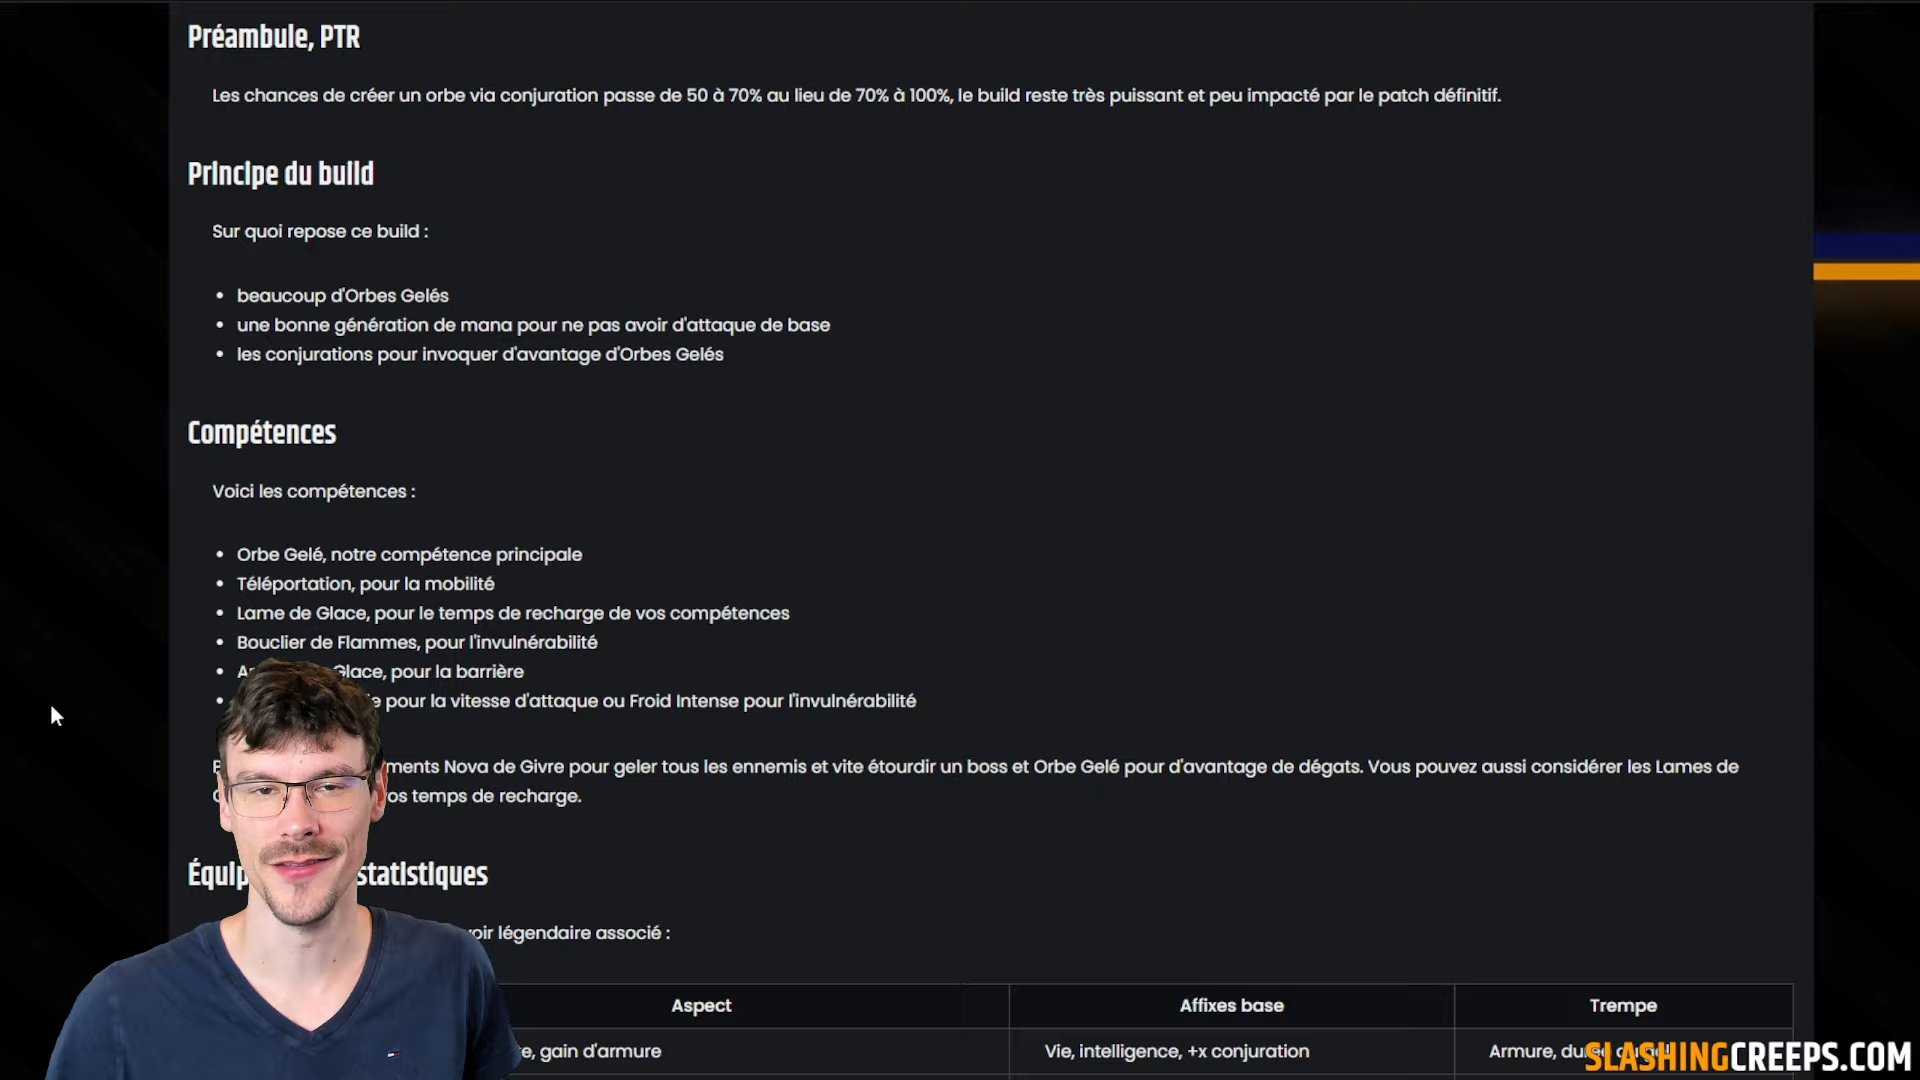 Préambule, PTR
Les chances de créer un orbe via conjuration passe de 50 à 70% au lieu de 70% à 100%, le build reste très puissant et peu impacté par le patch définitif.
Principe du build
Sur quoi repose ce build :
• beaucoup d'Orbes Gelés
• une bonne génération de mana pour ne pas avoir d'attaque de base
• les conjurations pour invoquer d'avantage d'Orbes Gelés
Compétences
Voici les compétences :
• Orbe Gelé, notre compétence principale
• Téléportation, pour la mobilité
• Lame de Glace, pour le temps de recharge de vos compétences
• Bouclier de Flammes, pour l'invulnérabilité
• Glace, pour la barrière
• pour la vitesse d'attaque ou Froid Intense pour l'invulnérabilité
Nova de Givre pour geler tous les ennemis et vite étourdir un boss et Orbe Gelé pour d'avantage de dégats. Vous pouvez aussi considérer les Lames de
temps de recharge.
statistiques
légendaire associé :
Aspect Affixes base Trempe
gain d'armure Vie, intelligence, +x conjuration Armure,
SLASHINGCREEPS.COM